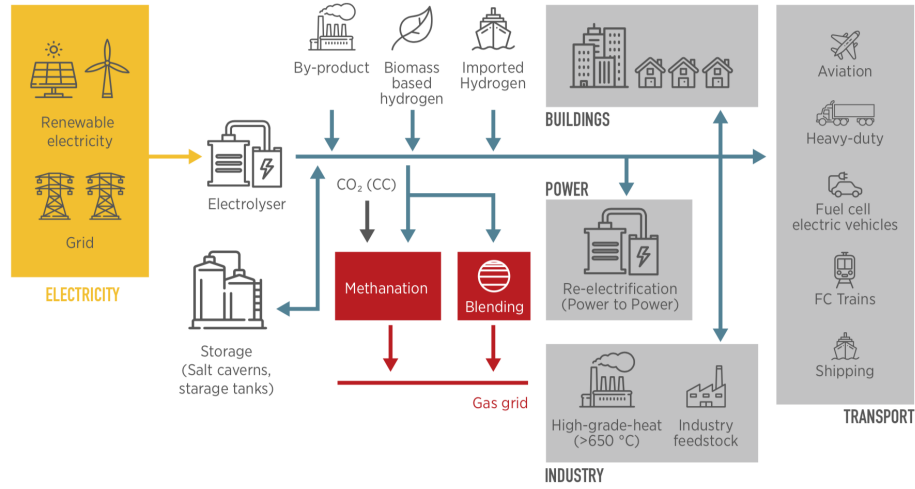 Renewable
electricity
Grid
ELECTRICITY
Electrolyser
Storage
(Salt caverns,
starage tanks)
By-product
Biomass
based
hydrogen
Imported
Hydrogen
CO₂ (CC)
Methanation
Blending
Gas grid
BUILDINGS
POWER
Re-electrification
(Power to Power)
High-grade-heat
(>650 °C)
Industry
feedstock
INDUSTRY
Aviation
Heavy-duty
Fuel cell
electric vehicles
FC Trains
Shipping
TRANSPORT